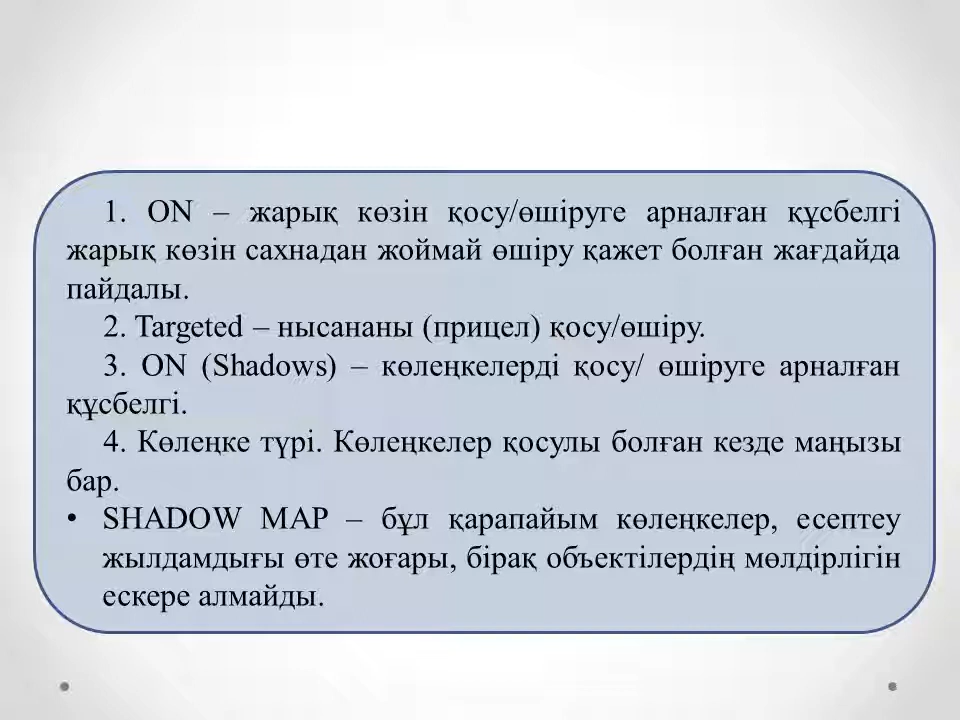 1. ON – жарық көзін қосу/өшіруге арналған құсбелгі
жарық көзін сахнадан жоймай өшіру қажет болған жағдайда
пайдалы.
2. Targeted – нысананы (прицел) қосу/өшіру.
3. ON (Shadows) – көлеңкелерді қосу/ өшіруге арналған
құсбелгі.
4. Көлеңке түрі. Көлеңкелер қосулы болған кезде маңызы
бар.
• SHADOW MAP – бұл қарапайым көлеңкелер, есептеу
жылдамдығы өте жоғары, бірақ объектілердің мөлдірлігін
ескере алмайды.